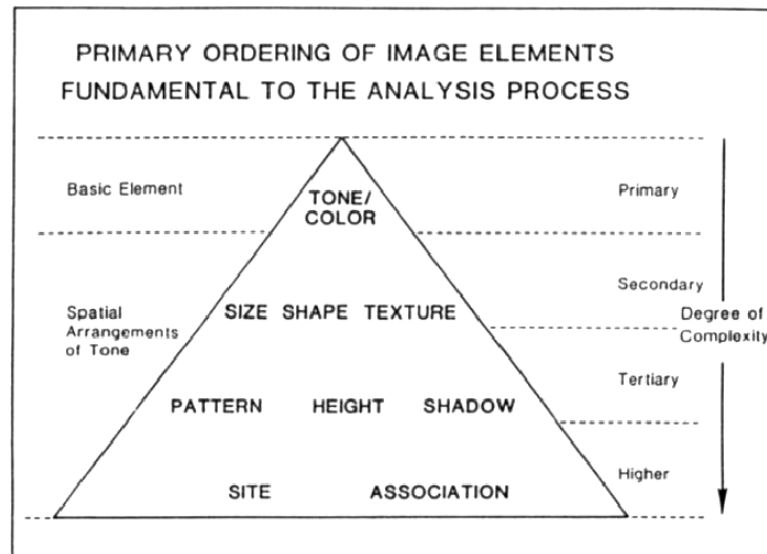 PRIMARY ORDERING OF IMAGE ELEMENTS
FUNDAMENTAL TO THE ANALYSIS PROCESS
Basic Element
TONE/
COLOR
Primary
Secondary
Spatial
Arrangements
of Tone
SIZE SHAPE TEXTURE
Degree of
Complexity
Tertiary
PATTERN HEIGHT SHADOW
Higher
SITE ASSOCIATION